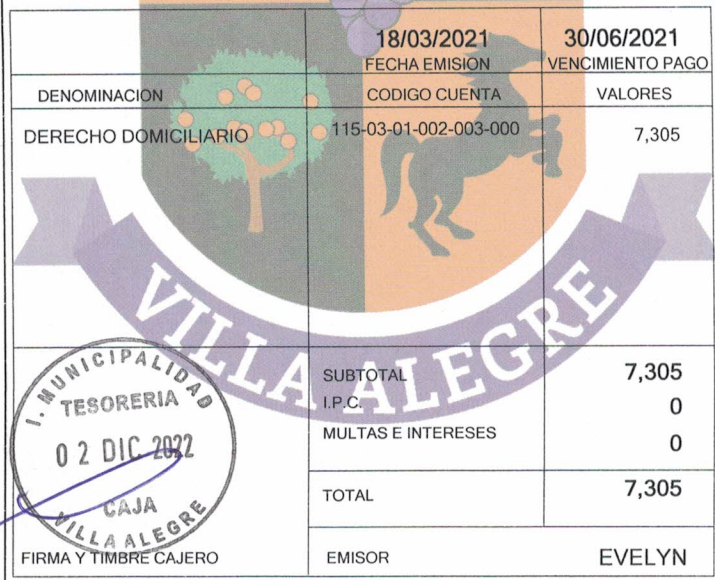 18/03/2021 30/06/2021
FECHA EMISION VENCIMIENTO PAGO
DENOMINACION CODIGO CUENTA VALORES
DERECHO DOMICILIARIO 115-03-01-002-003-000 7,305
VILLA ALEGRE
SUBTOTAL 7,305
I.P.C. 0
MULTAS E INTERESES 0
TOTAL 7,305
I. MUNICIPALIDAD
TESORERIA
02 DIC 2022
CAJA
VILLA ALEGRE
FIRMA Y TIMBRE CAJERO EMISOR EVELYN